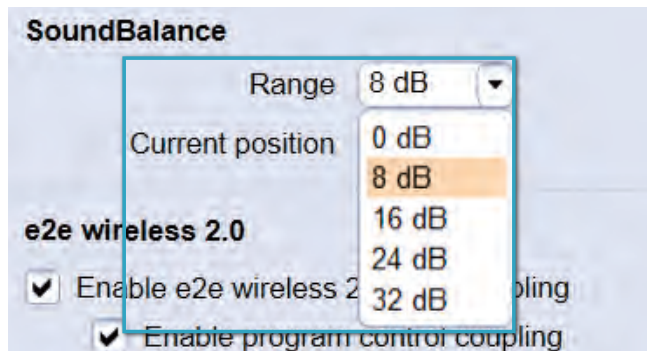 SoundBalance
Range 8 dB
Current position 0 dB
8 dB
16 dB
e2e wireless 2.0
24 dB
Enable e2e wireless 2 pling
32 dB
Enable program control coupling